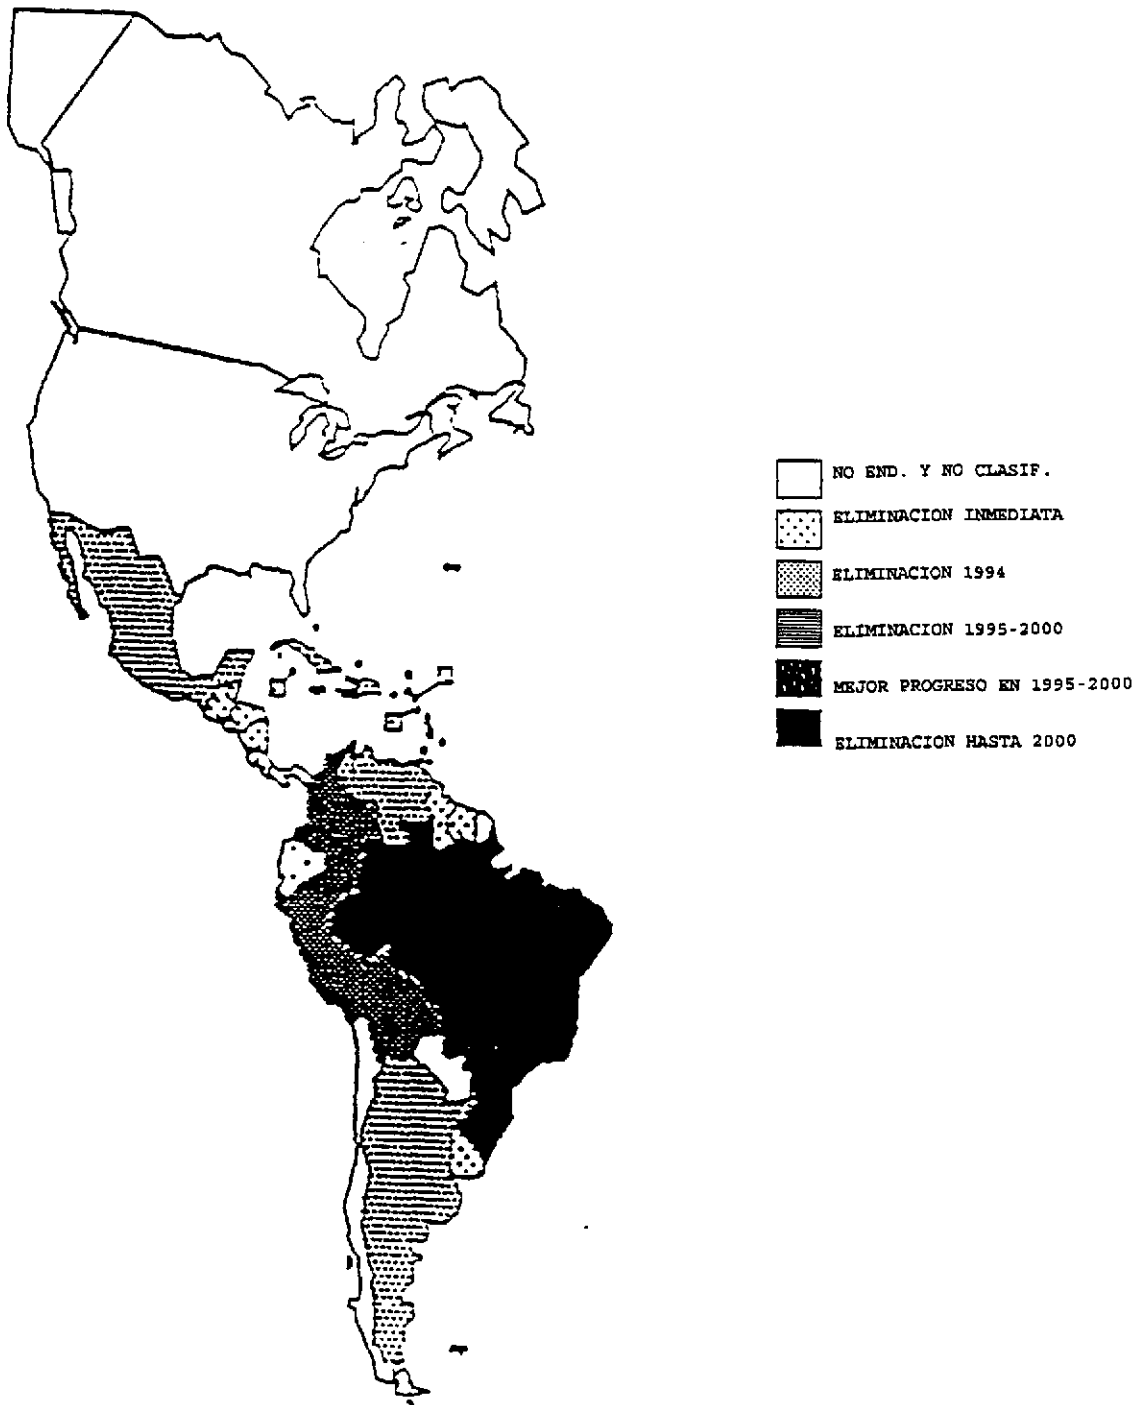 NO END. Y NO CLASIF.
ELIMINACION INMEDIATA
ELIMINACION 1994
ELIMINACION 1995-2000
MEJOR PROGRESO EN 1995-2000
ELIMINACION HASTA 2000